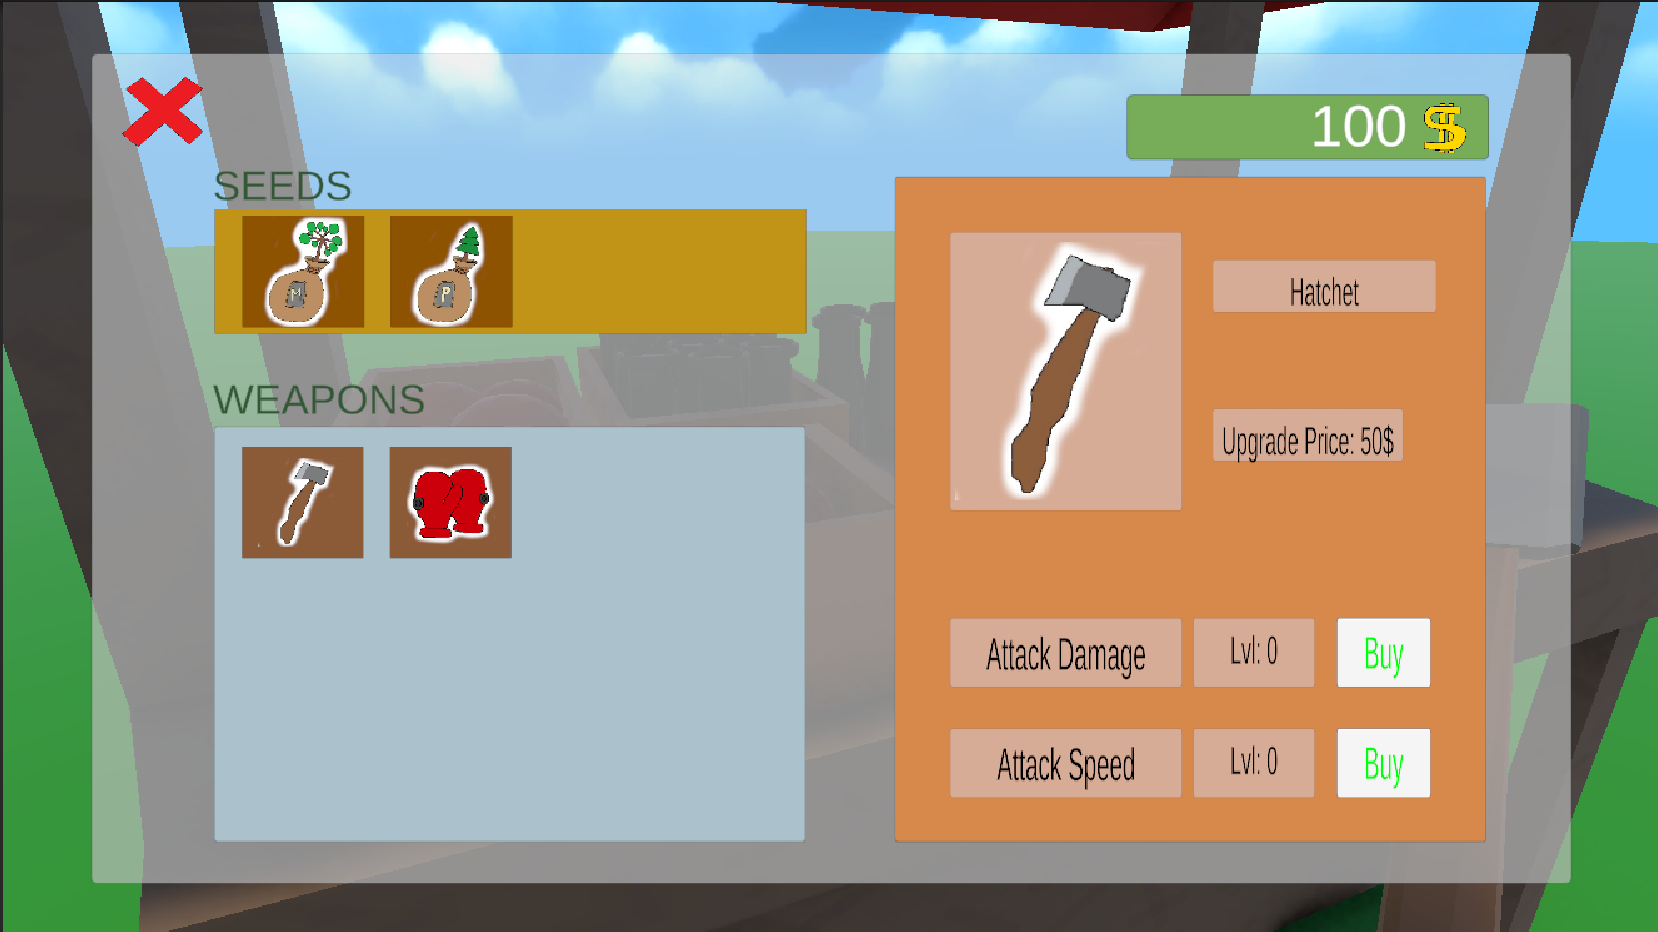 100 $
SEEDS
M
P
WEAPONS
Hatchet
Upgrade Price: 50$
Attack Damage
Lvl: 0
Buy
Attack Speed
Lvl: 0
Buy